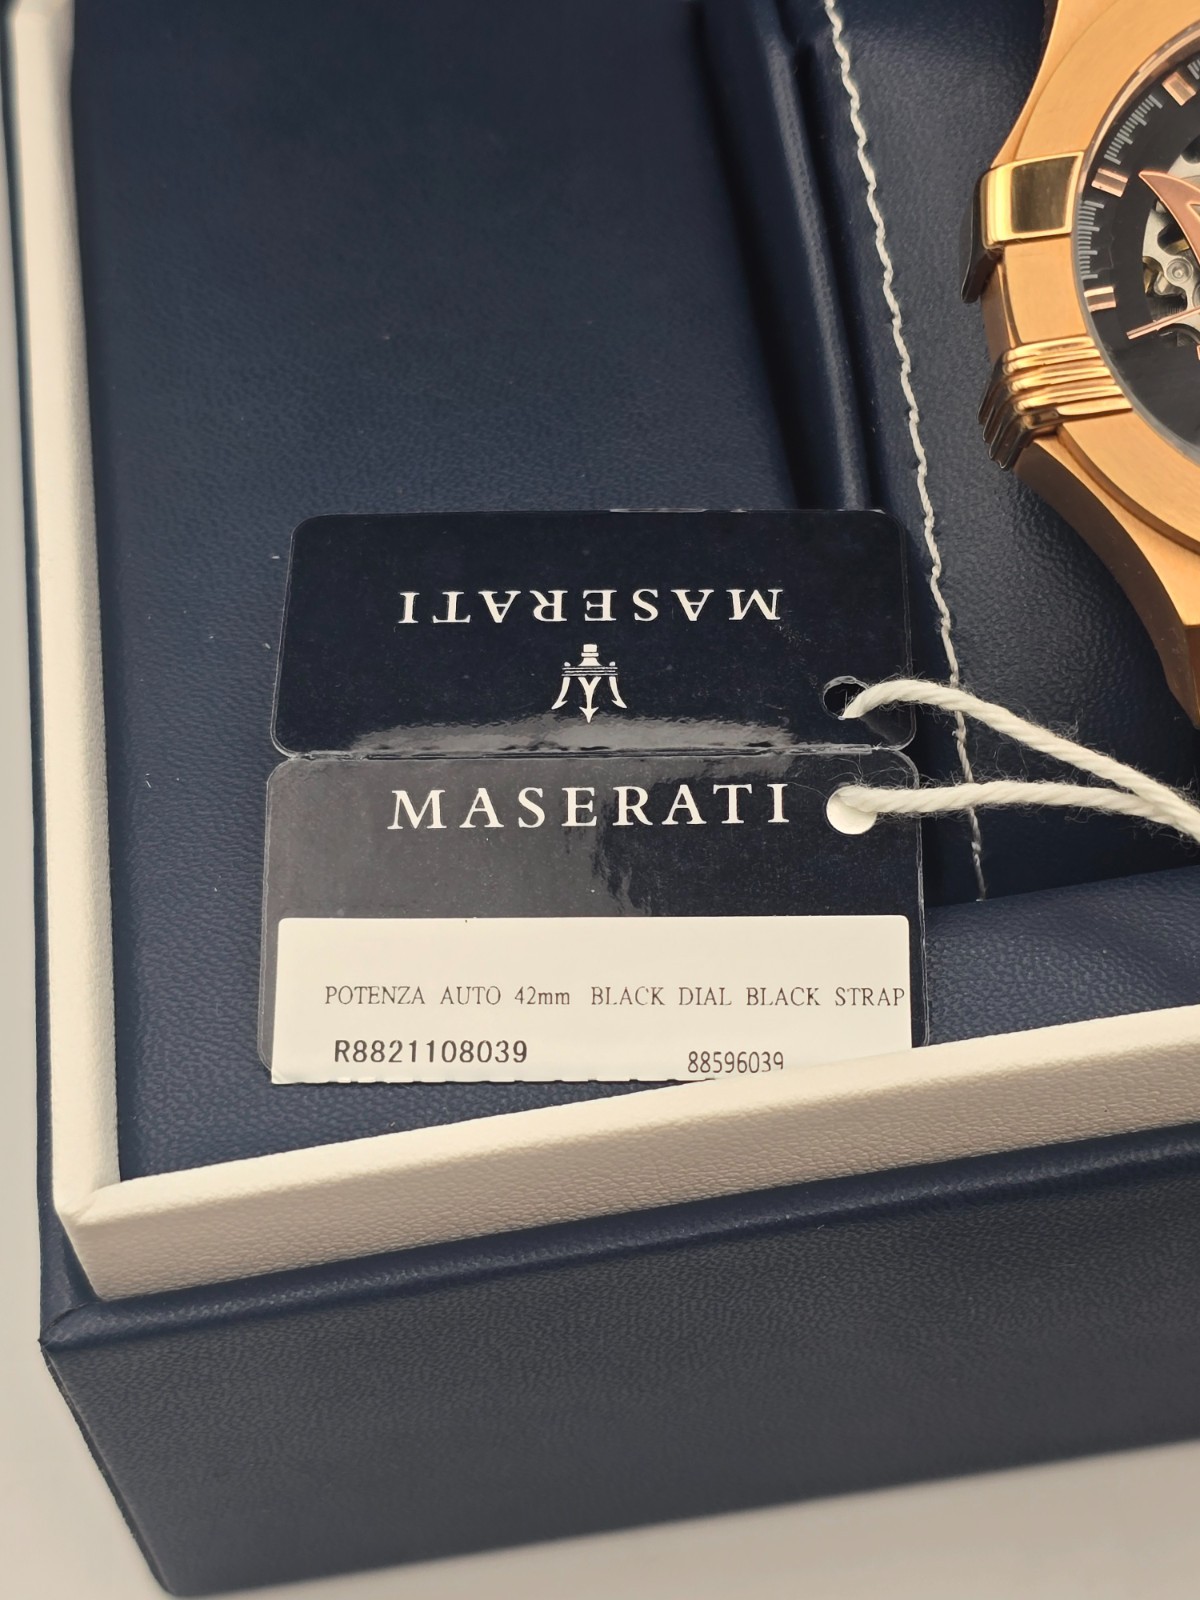 MASERATI
MASERATI
POTENZA AUTO 42mm BLACK DIAL BLACK STRAP
R8821108039 88596039